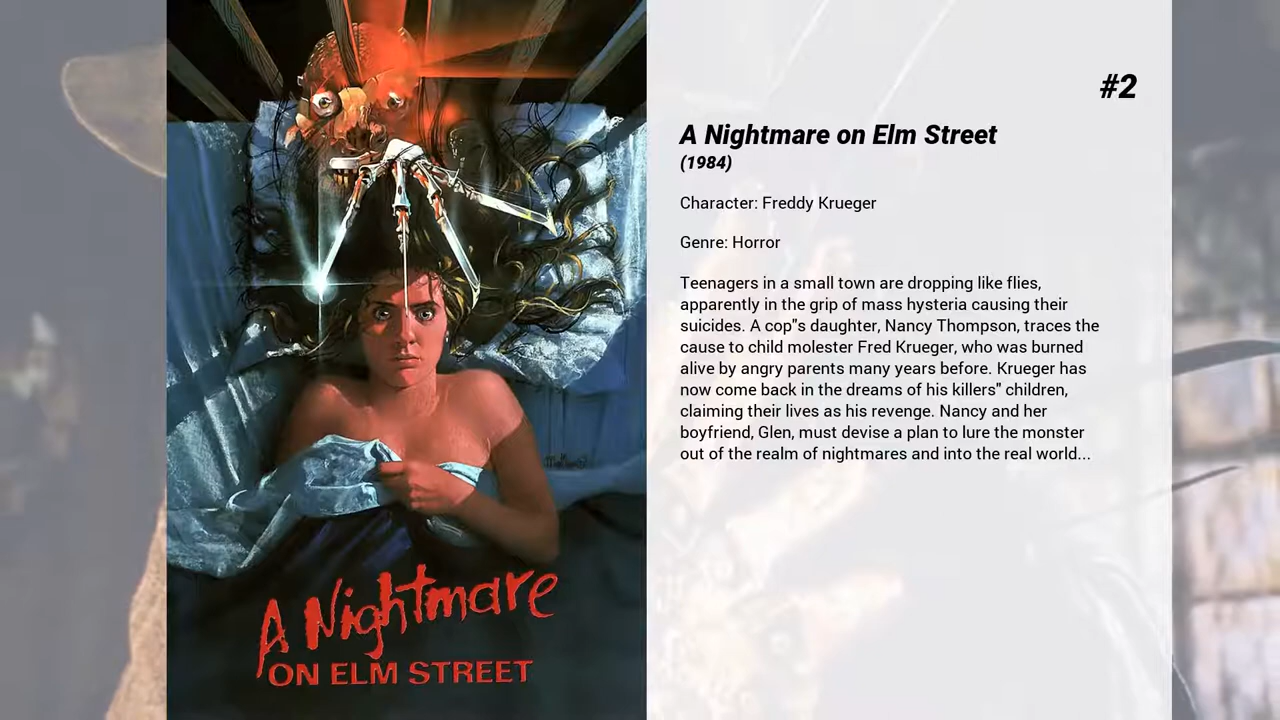 #2
A Nightmare on Elm Street
(1984)
Character: Freddy Krueger
Genre: Horror
Teenagers in a small town are dropping like flies,
apparently in the grip of mass hysteria causing their
suicides. A cop"s daughter, Nancy Thompson, traces the
cause to child molester Fred Krueger, who was burned
alive by angry parents many years before. Krueger has
now come back in the dreams of his killers" children,
claiming their lives as his revenge. Nancy and her
boyfriend, Glen, must devise a plan to lure the monster
out of the realm of nightmares and into the real world...
A Nightmare
ON ELM STREET